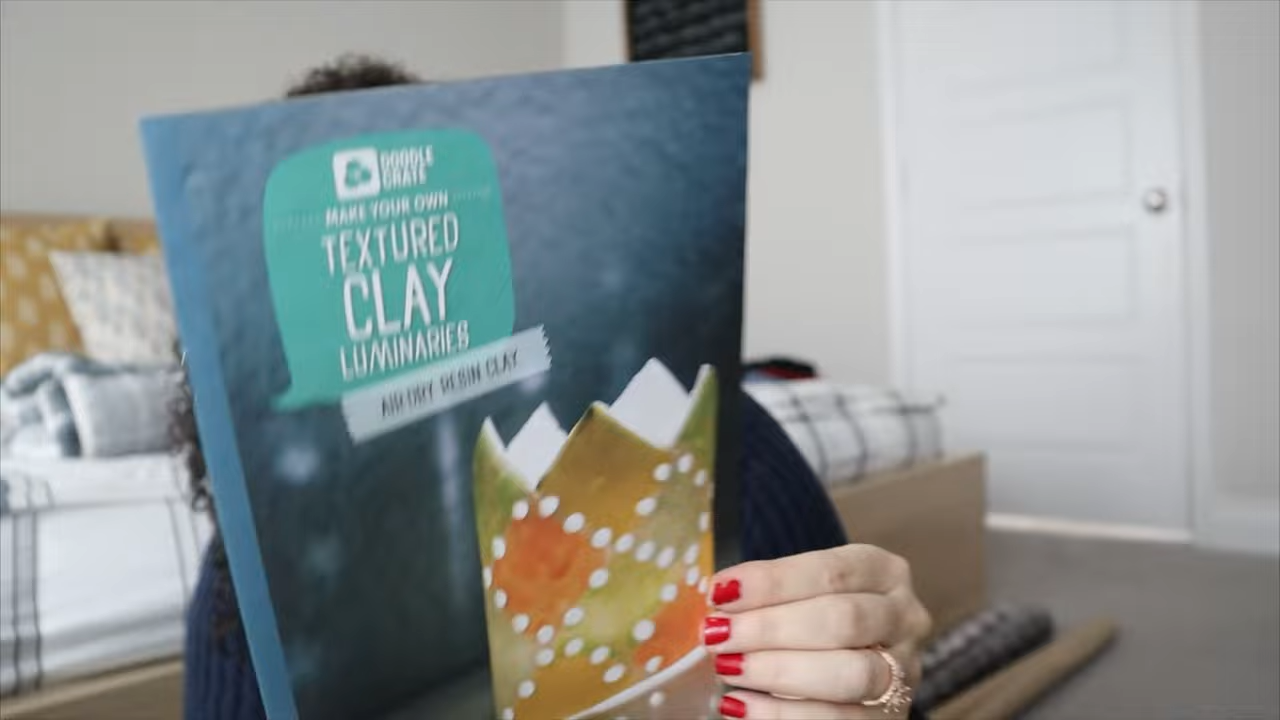 DOODLE
CRATE
MAKE YOUR OWN
TEXTURED
CLAY
LUMINARIES
AIR-DRY RESIN CLAY